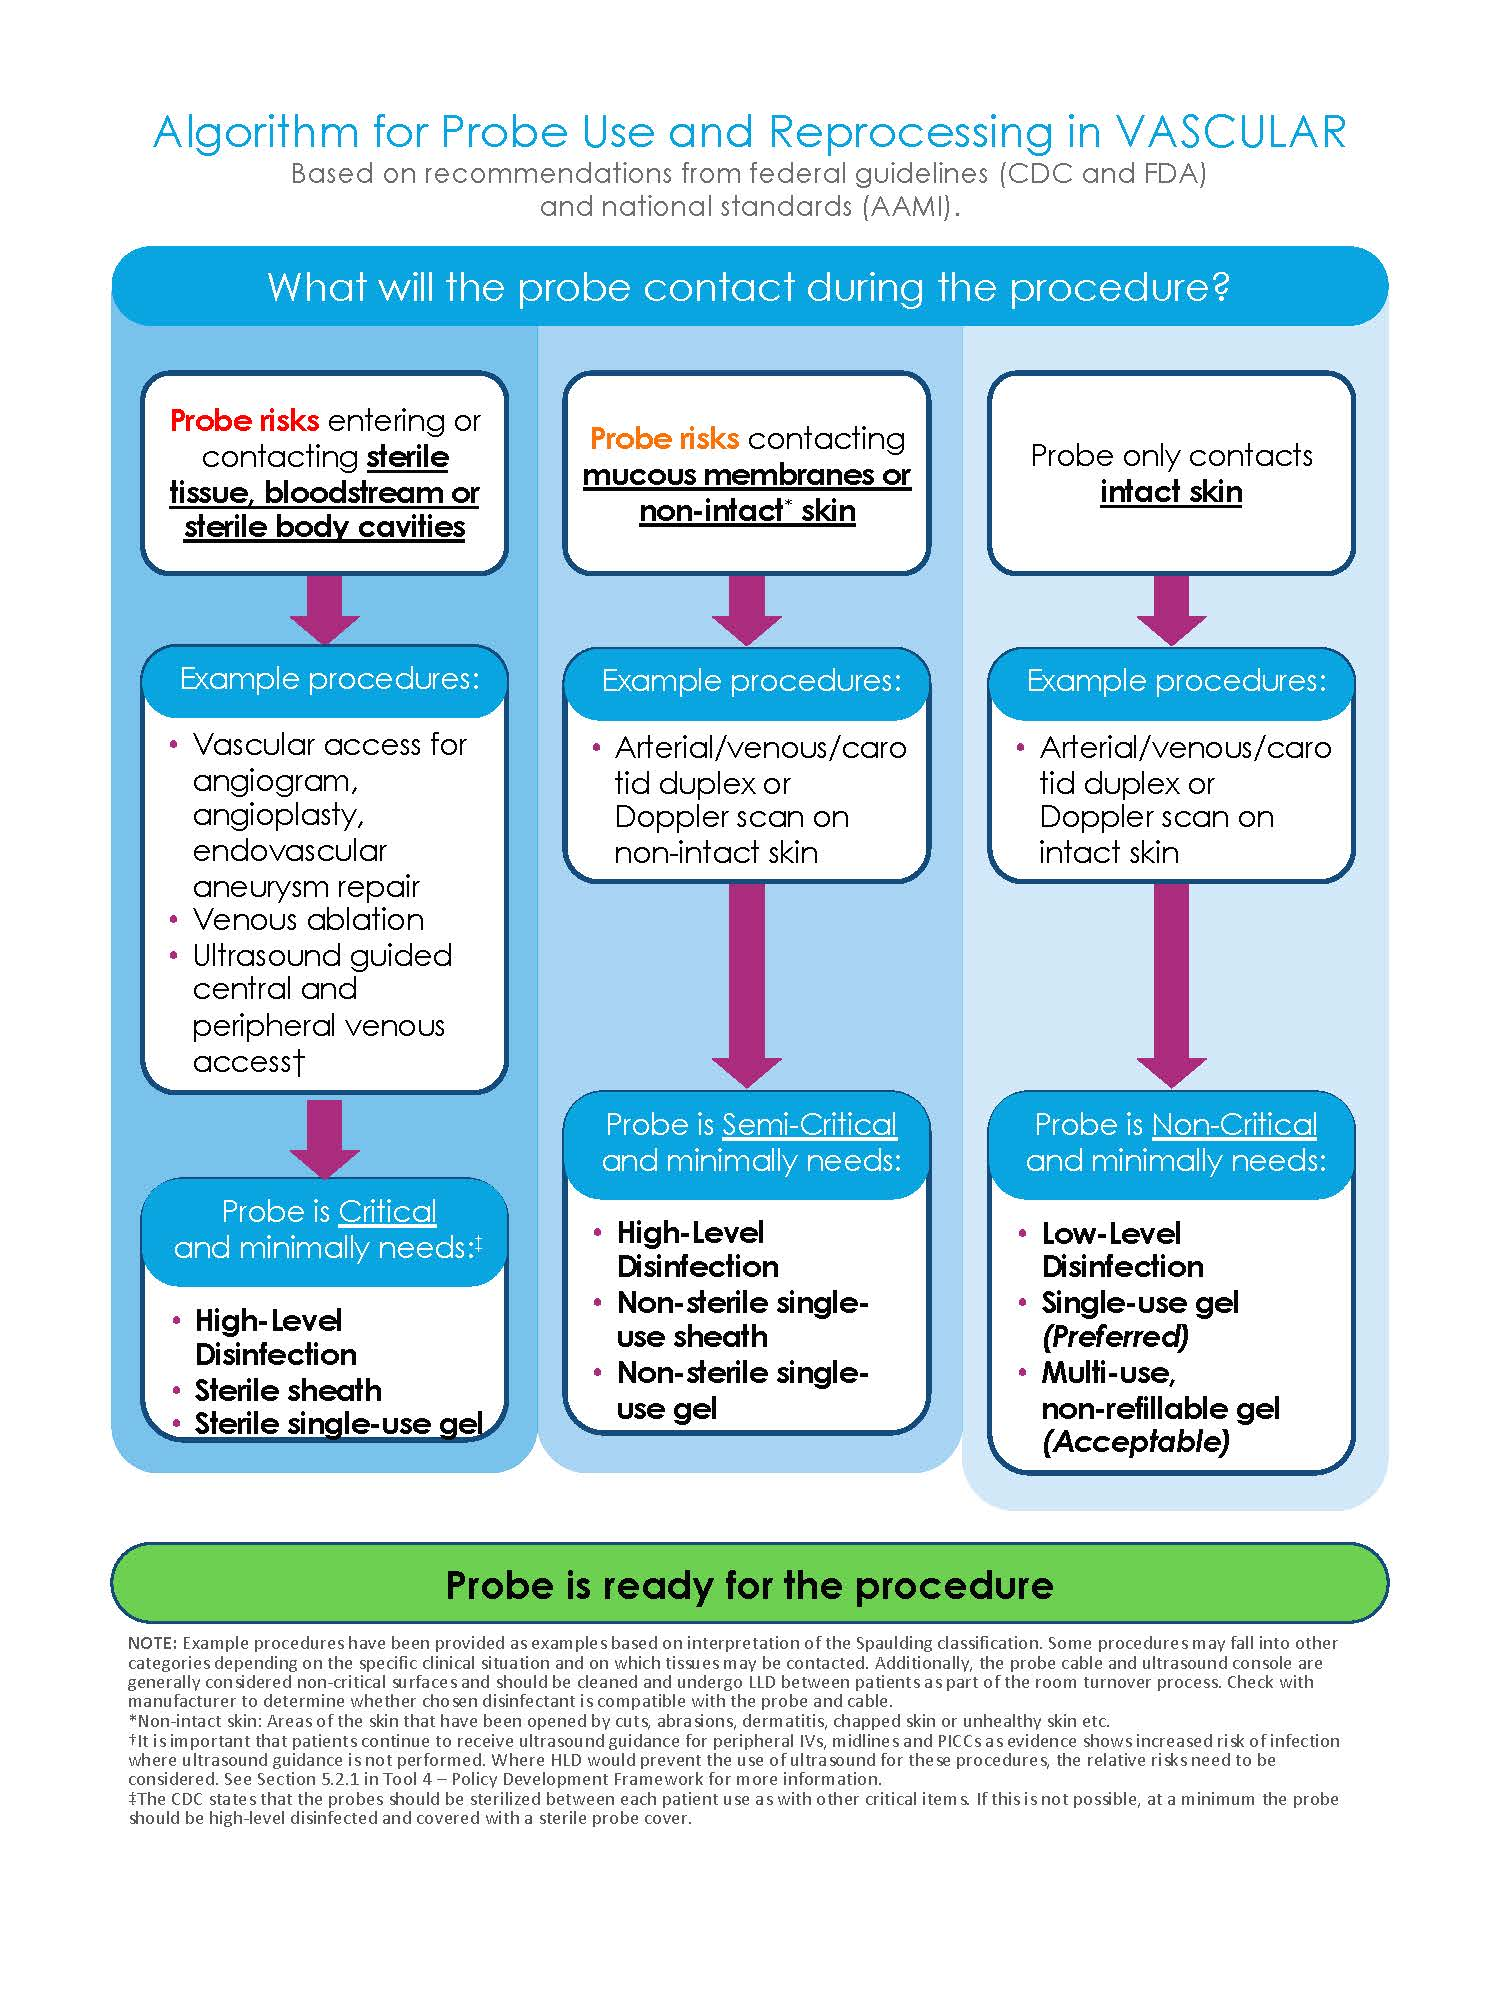 Algorithm for Probe Use and Reprocessing in VASCULAR
Based on recommendations from federal guidelines (CDC and FDA)
and national standards (AAMI).
What will the probe contact during the procedure?
Probe risks entering or
contacting sterile
tissue, bloodstream or
sterile body cavities
Example procedures:
• Vascular access for
angiogram,
angioplasty,
endovascular
aneurysm repair
• Venous ablation
• Ultrasound guided
central and
peripheral venous
access†
Probe is Critical
and minimally needs:‡
• High-Level
Disinfection
• Sterile sheath
• Sterile single-use gel
Probe risks contacting
mucous membranes or
non-intact* skin
Example procedures:
• Arterial/venous/caro
tid duplex or
Doppler scan on
non-intact skin
Probe is Semi-Critical
and minimally needs:
• High-Level
Disinfection
• Non-sterile single-
use sheath
• Non-sterile single-
use gel
Probe only contacts
intact skin
Example procedures:
• Arterial/venous/caro
tid duplex or
Doppler scan on
intact skin
Probe is Non-Critical
and minimally needs:
• Low-Level
Disinfection
• Single-use gel
(Preferred)
• Multi-use,
non-refillable gel
(Acceptable)
Probe is ready for the procedure
NOTE: Example procedures have been provided as examples based on interpretation of the Spaulding classification. Some procedures may fall into other
categories depending on the specific clinical situation and on which tissues may be contacted. Additionally, the probe cable and ultrasound console are
generally considered non-critical surfaces and should be cleaned and undergo LLD between patients as part of the room turnover process. Check with
manufacturer to determine whether chosen disinfectant is compatible with the probe and cable.
*Non-intact skin: Areas of the skin that have been opened by cuts, abrasions, dermatitis, chapped skin or unhealthy skin etc.
†It is important that patients continue to receive ultrasound guidance for peripheral IVs, midlines and PICCs as evidence shows increased risk of infection
where ultrasound guidance is not performed. Where HLD would prevent the use of ultrasound for these procedures, the relative risks need to be
considered. See Section 5.2.1 in Tool 4 – Policy Development Framework for more information.
‡The CDC states that the probes should be sterilized between each patient use as with other critical items. If this is not possible, at a minimum the probe
should be high-level disinfected and covered with a sterile probe cover.